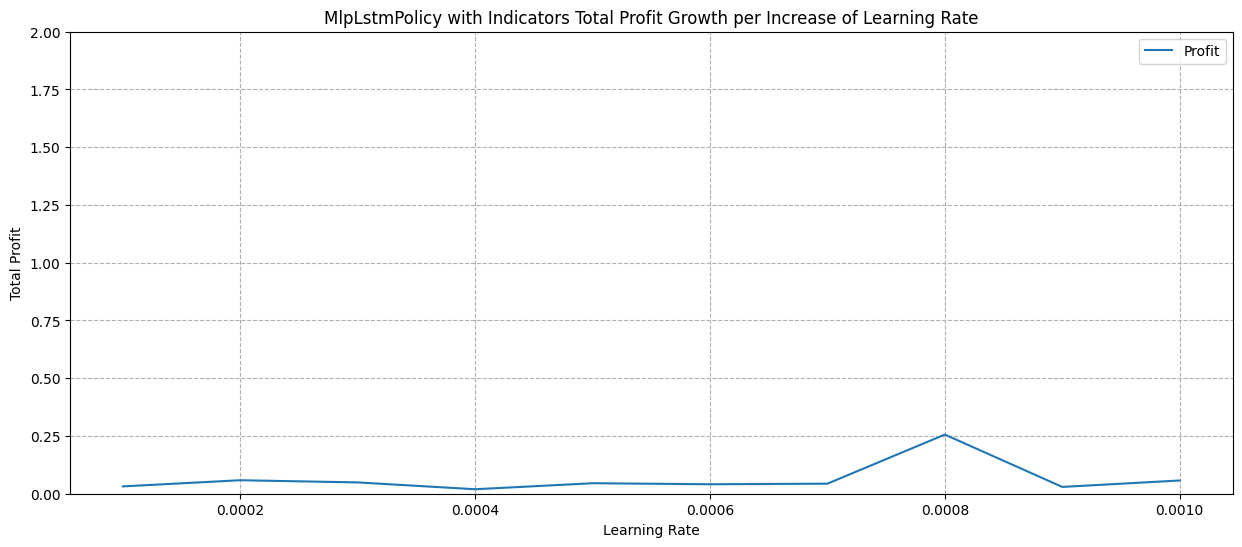 MlpLstmPolicy with Indicators Total Profit Growth per Increase of Learning Rate
Profit
Total Profit
2.00
1.75
1.50
1.25
1.00
0.75
0.50
0.25
0.00
0.0002 0.0004 0.0006 0.0008 0.0010
Learning Rate